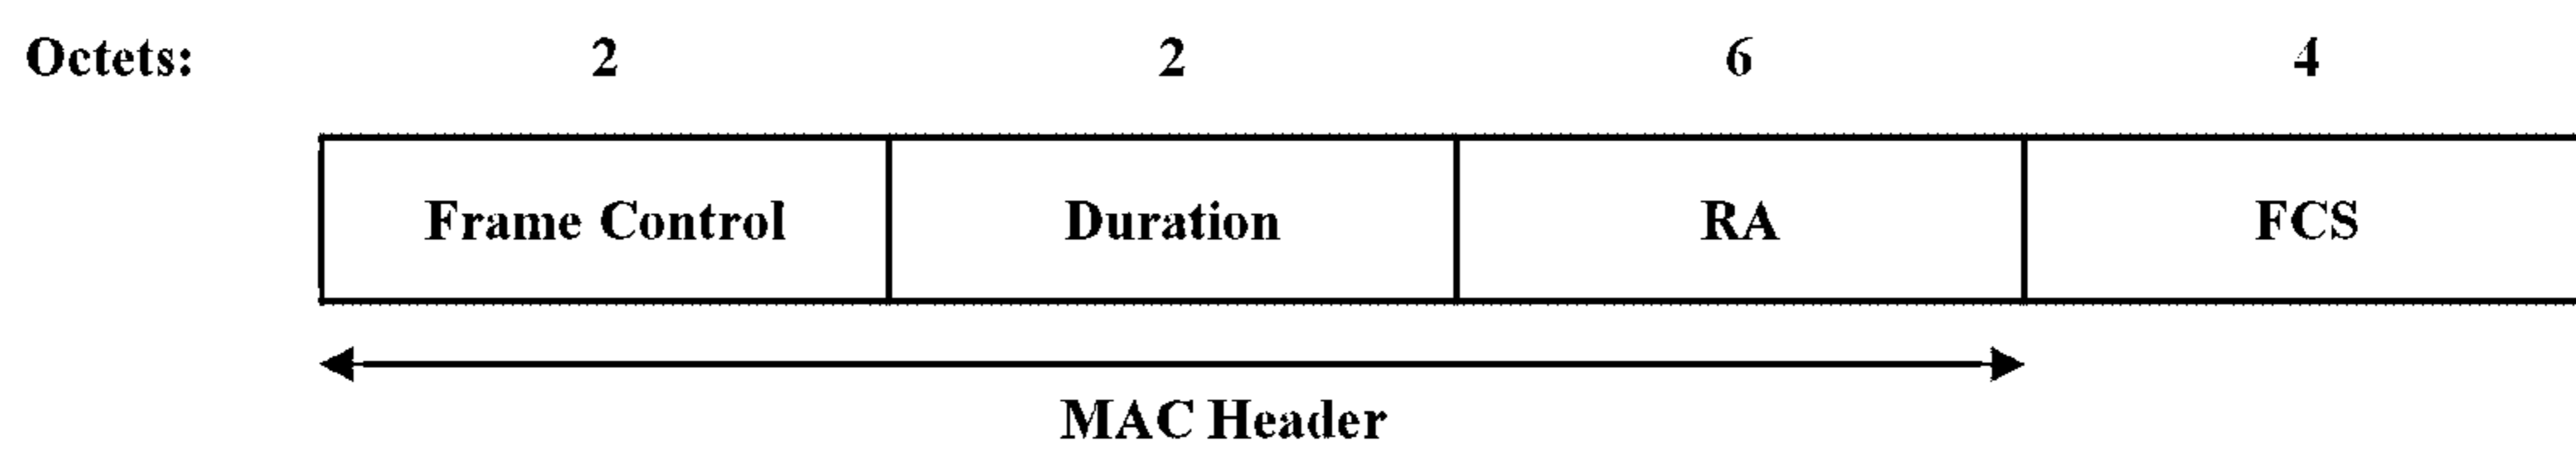 Octets: 2 2 6 4
Frame Control Duration RA FCS
MAC Header